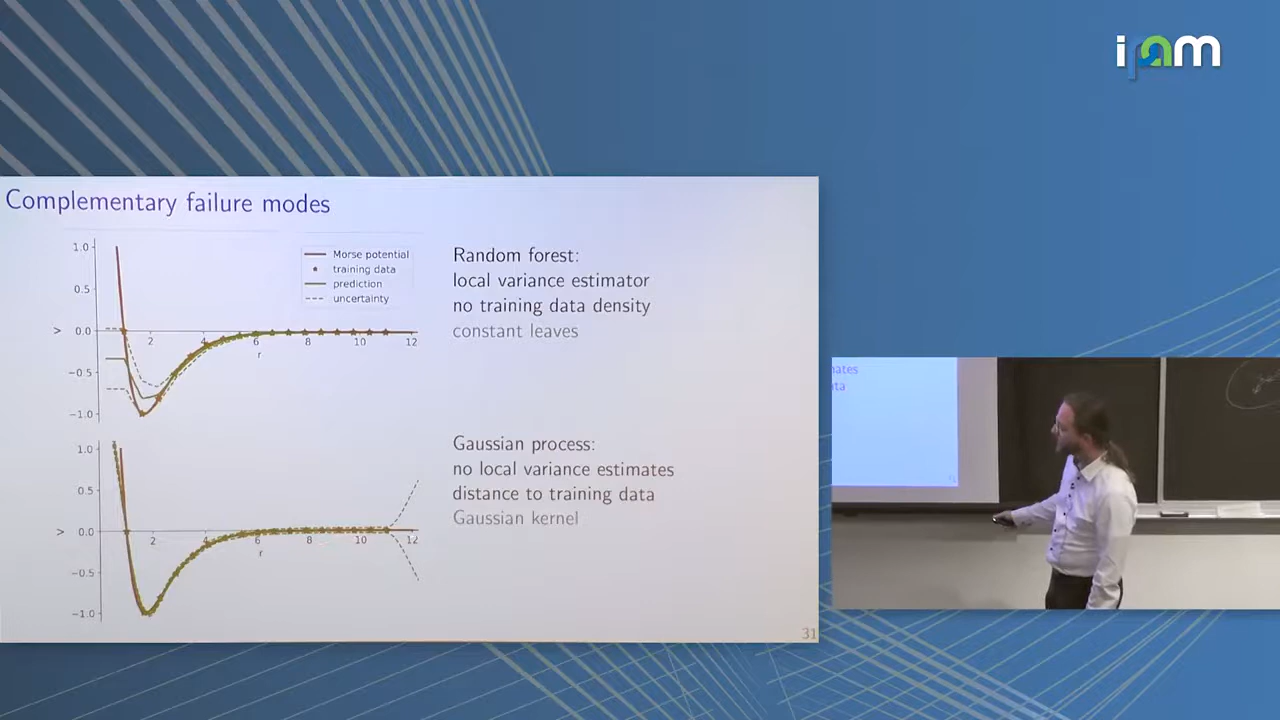 ipam
Complementary failure modes
1.0
0.5
0.0
−0.5
−1.0
V
2
4
6
8
10
12
r
Morse potential
training data
prediction
uncertainty
Random forest:
local variance estimator
no training data density
constant leaves
1.0
0.5
0.0
−0.5
−1.0
V
2
4
6
8
10
12
r
Gaussian process:
no local variance estimates
distance to training data
Gaussian kernel
31
ates
ta